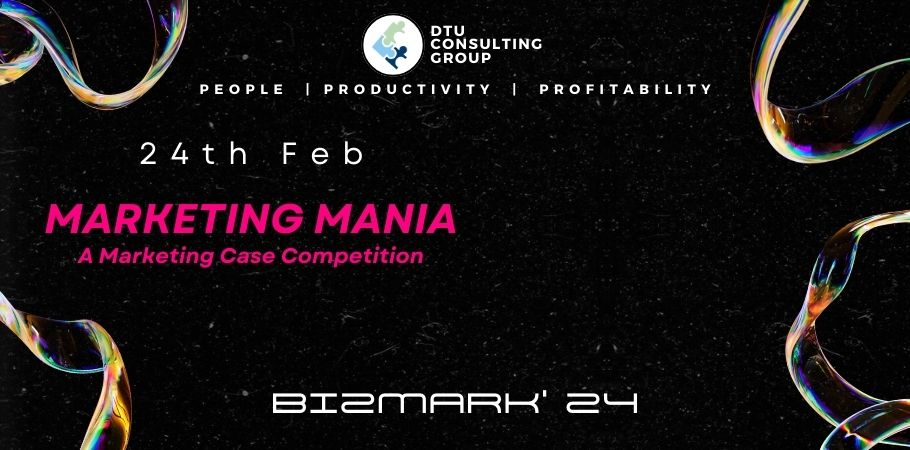 DTU
CONSULTING
GROUP
PEOPLE | PRODUCTIVITY | PROFITABILITY
24th Feb
MARKETING MANIA
A Marketing Case Competition
BIZMARK' 24